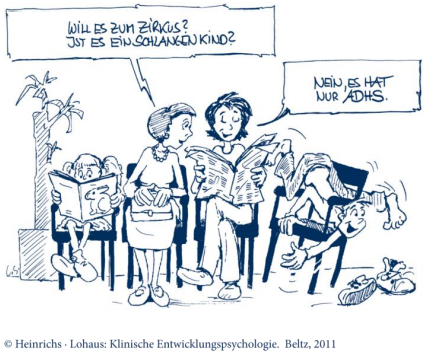 WILL ES ZUM ZIRKUS?
IST ES EIN SCHLANGENKIND?
NEIN, ES HAT
NUR ADHS.
© Heinrichs · Lohaus: Klinische Entwicklungspsychologie. Beltz, 2011